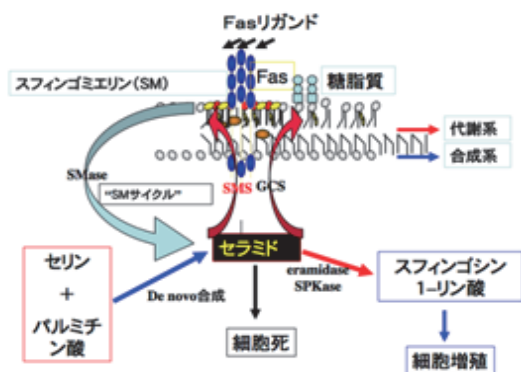 Fasリガンド
スフィンゴミエリン(SM)
Fas
糖脂質
代謝系
合成系
SMase
“SMサイクル”
SMS
GCS
セラミド
セリン
+
パルミチン
酸
De novo合成
eramidase
SPKase
スフィンゴシン
1-リン酸
細胞死
細胞増殖